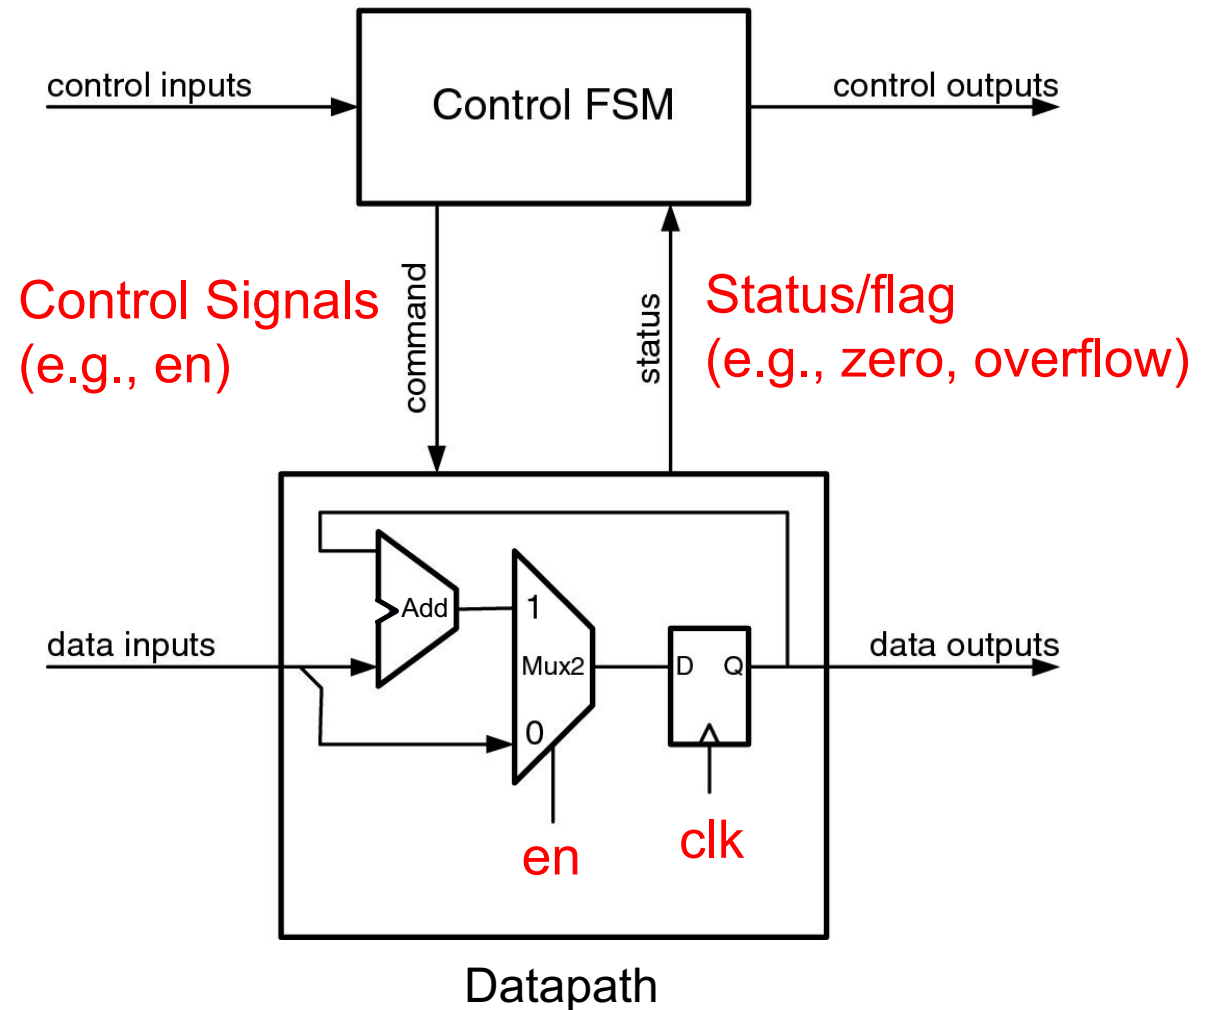 control inputs
Control FSM
control outputs
Control Signals
(e.g., en)
command
status
Status/flag
(e.g., zero, overflow)
data inputs
Add
1
Mux2
0
D Q
data outputs
en
clk
Datapath